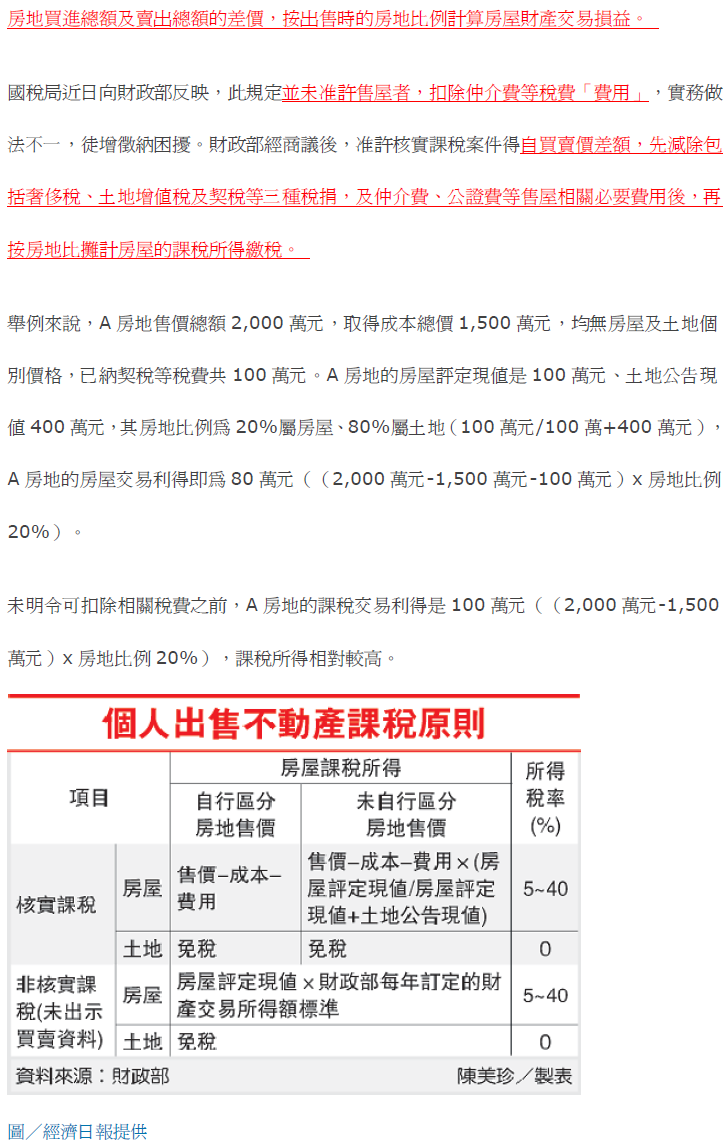 房地買進總額及賣出總額的差價，按出售時的房地比例計算房屋財產交易損益。
國稅局近日向財政部反映，此規定並未准許售屋者，扣除仲介費等稅費「費用」，實務做
法不一，徒增徵納困擾。財政部經商議後，准許核實課稅案件得自買賣價差額，先減除包
括奢侈稅、土地增值稅及契稅等三種稅捐，及仲介費、公證費等售屋相關必要費用後，再
按房地比攤計房屋的課稅所得繳稅。
舉例來說，A 房地售價總額 2,000 萬元，取得成本總價 1,500 萬元，均無房屋及土地個
別價格，已納契稅等稅費共 100 萬元。A 房地的房屋評定現值是 100 萬元、土地公告現
值 400 萬元，其房地比例為 20%屬房屋、80%屬土地（100 萬元/100 萬+400 萬元），
A 房地的房屋交易利得即為 80 萬元（（2,000 萬元-1,500 萬元-100 萬元）x 房地比例
20%）。
未明令可扣除相關稅費之前，A 房地的課稅交易利得是 100 萬元（（2,000 萬元-1,500
萬元）x 房地比例 20%），課稅所得相對較高。
個人出售不動產課稅原則
項目
房屋課稅所得
所得
稅率
(%)
自行區分
房地售價
未自行區分
房地售價
核實課稅
房屋
售價−成本−
費用
售價−成本−費用×(房
屋評定現值/房屋評定
現值+土地公告現值)
5~40
土地
免稅
免稅
0
非核實課
稅(未出示
買賣資料)
房屋
房屋評定現值×財政部每年訂定的財
產交易所得額標準
5~40
土地
免稅
0
資料來源：財政部
陳美珍／製表
圖／經濟日報提供